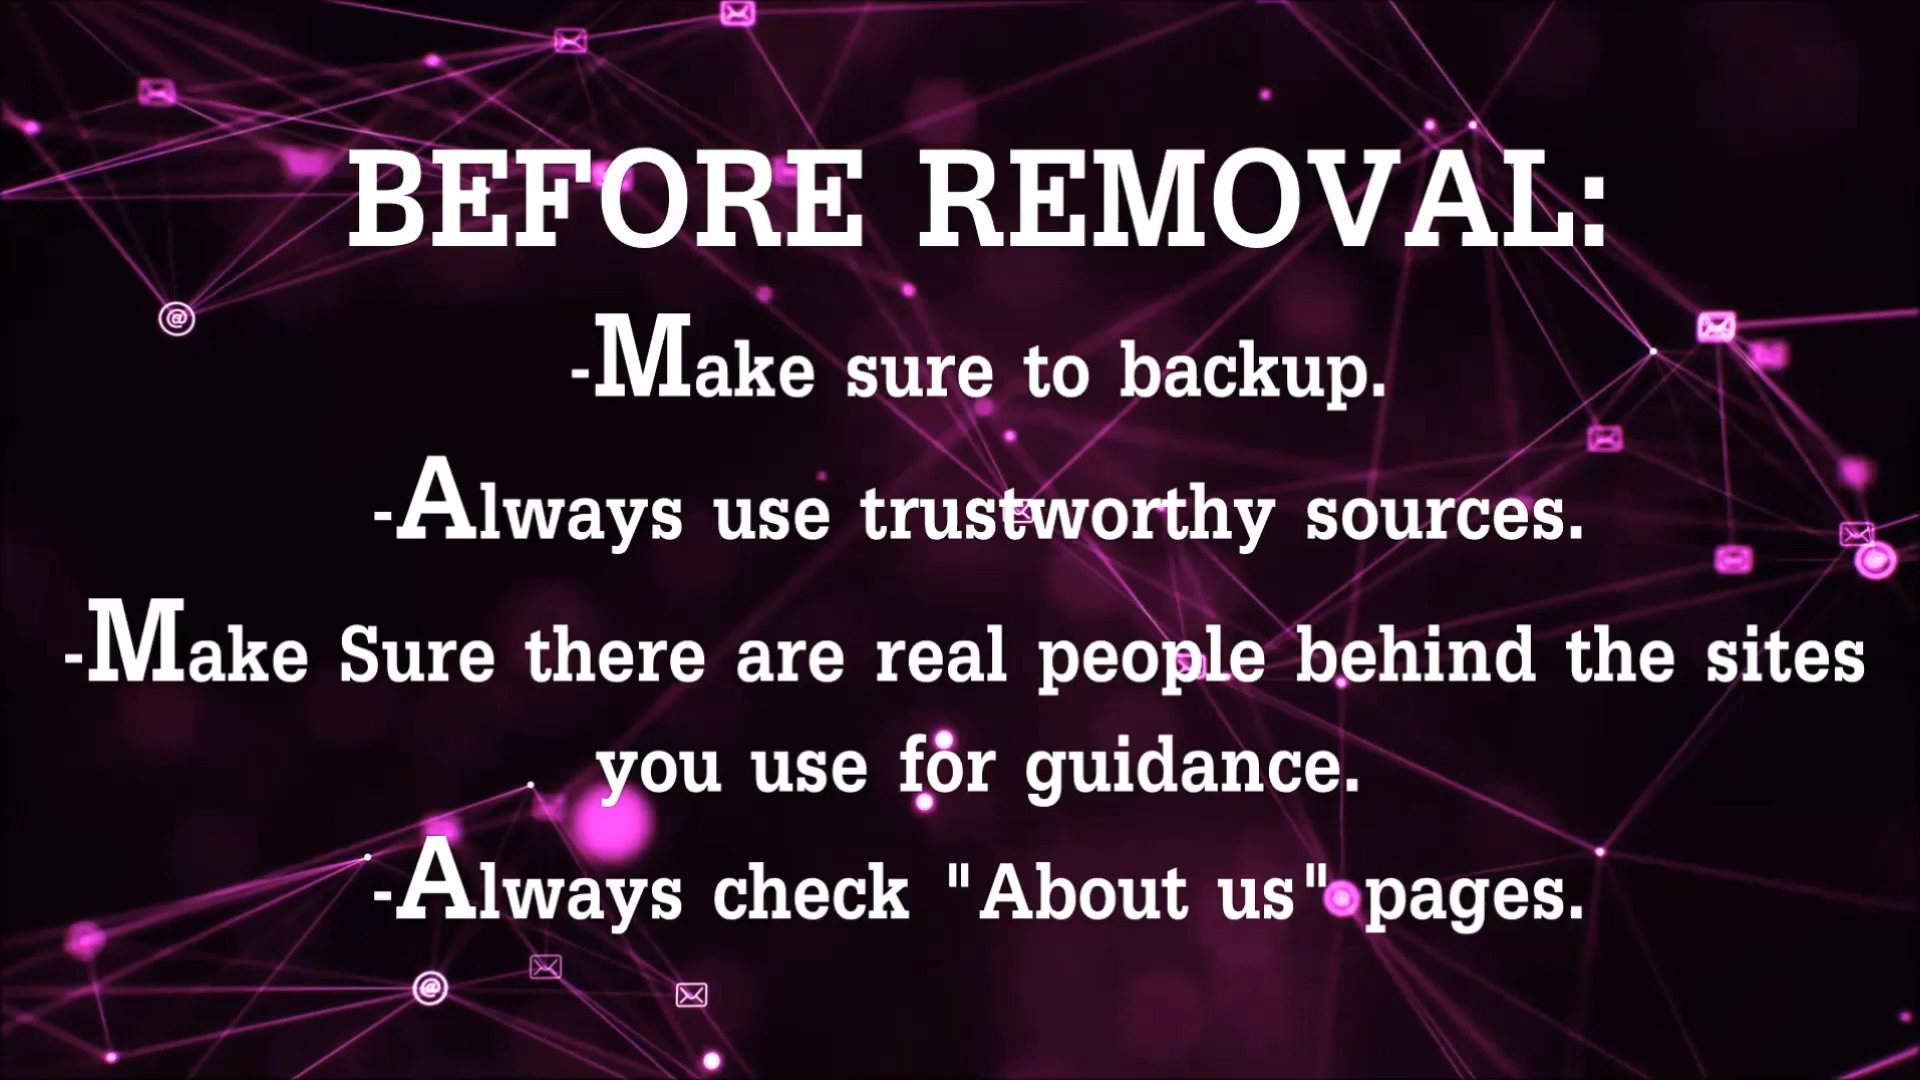 BEFORE REMOVAL:
-Make sure to backup.
-Always use trustworthy sources.
-Make Sure there are real people behind the sites
you use for guidance.
-Always check "About us" pages.